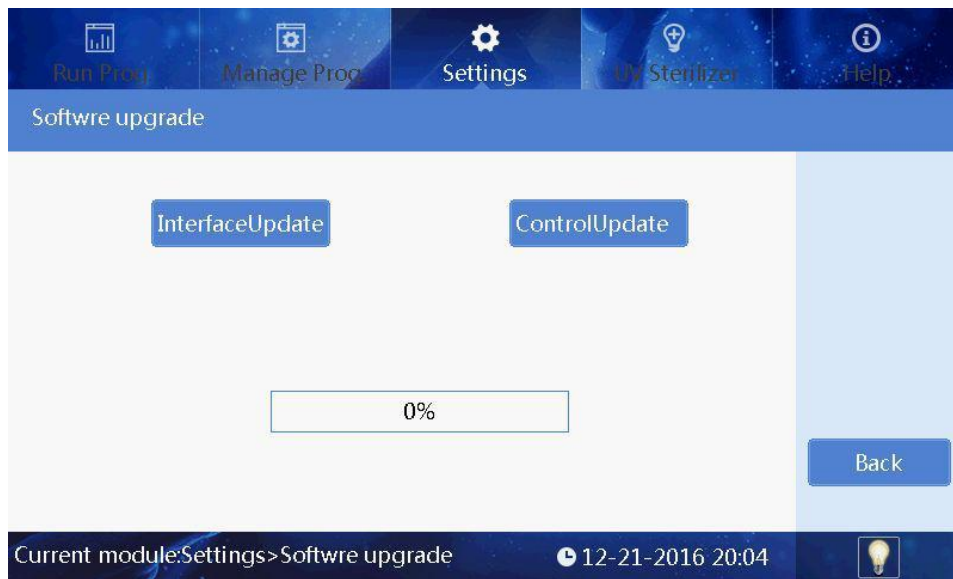 Run Prog.
Manage Prog.
Settings
UV Sterilizer
Help
Softwre upgrade
InterfaceUpdate
ControlUpdate
0%
Back
Current module:Settings>Softwre upgrade
12-21-2016 20:04